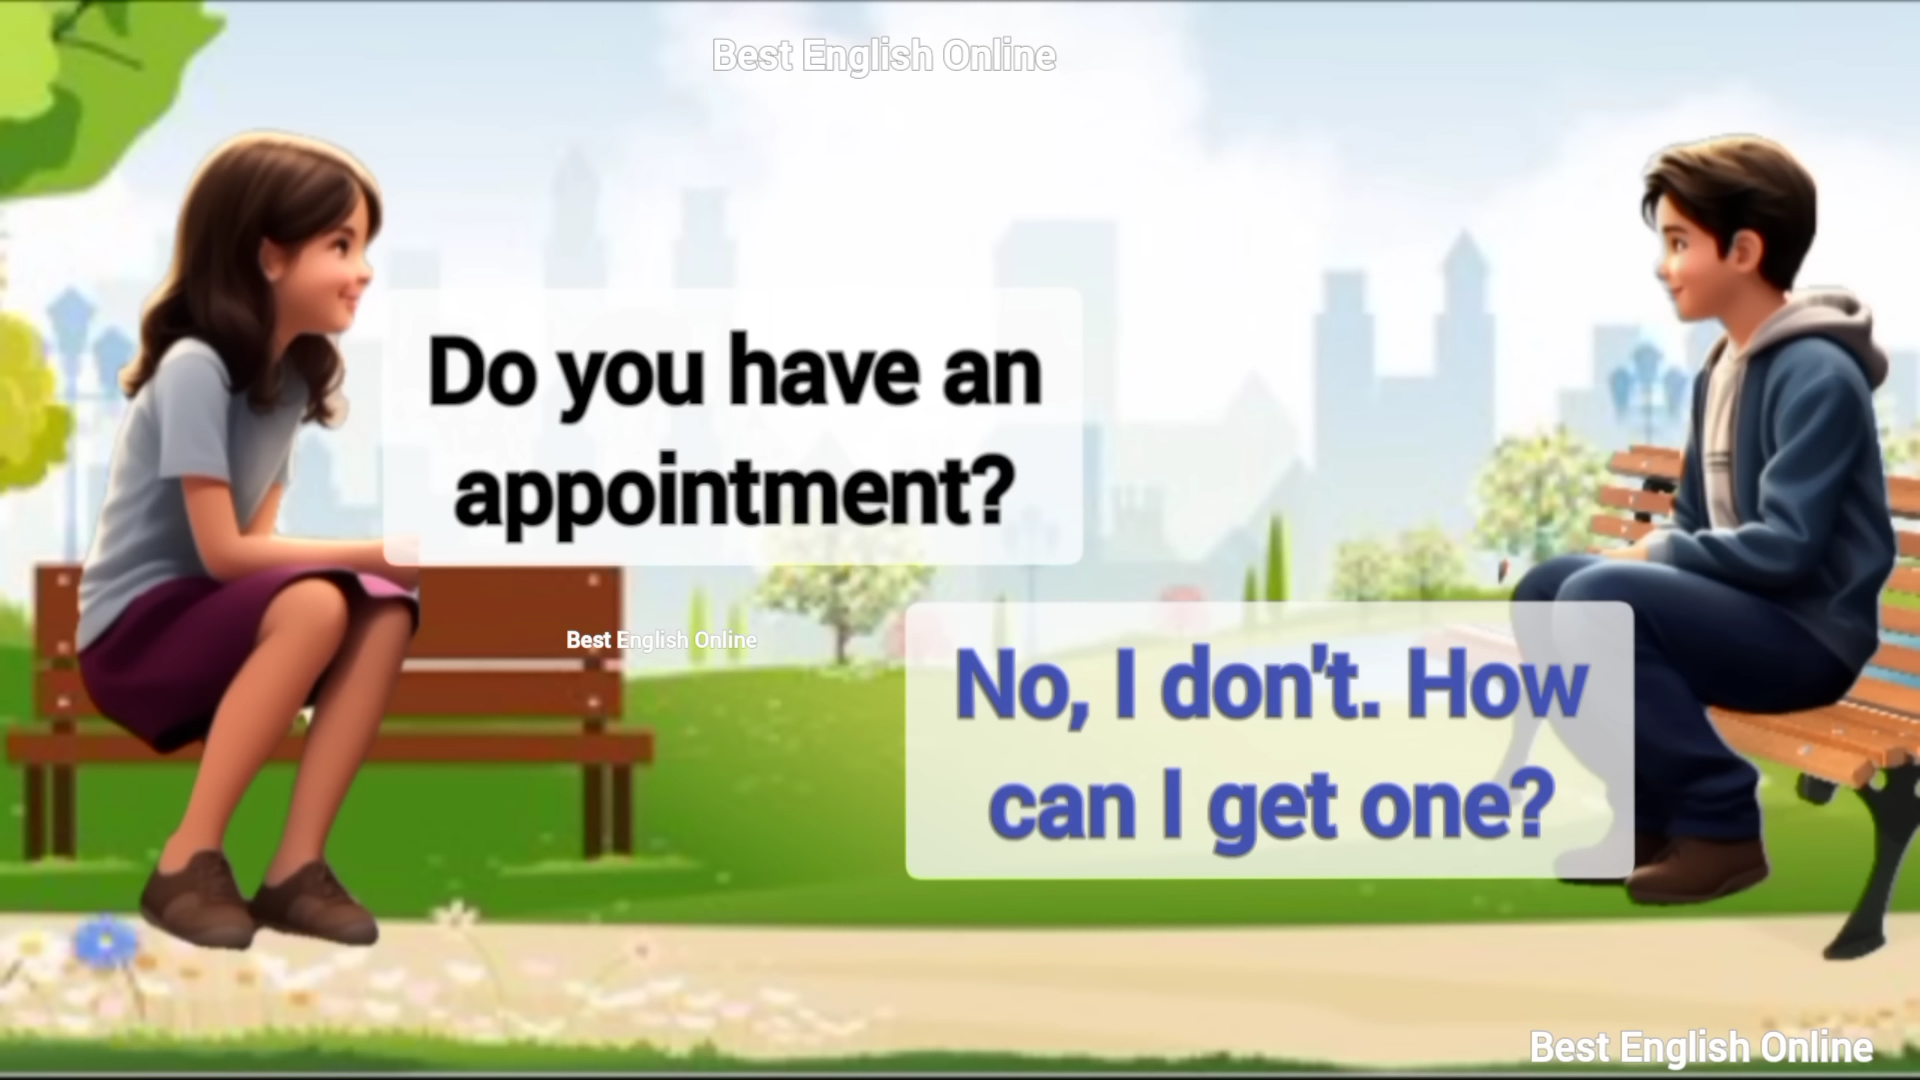 Best English Online
Do you have an
appointment?
Best English Online
No, I don't. How
can I get one?
Best English Online